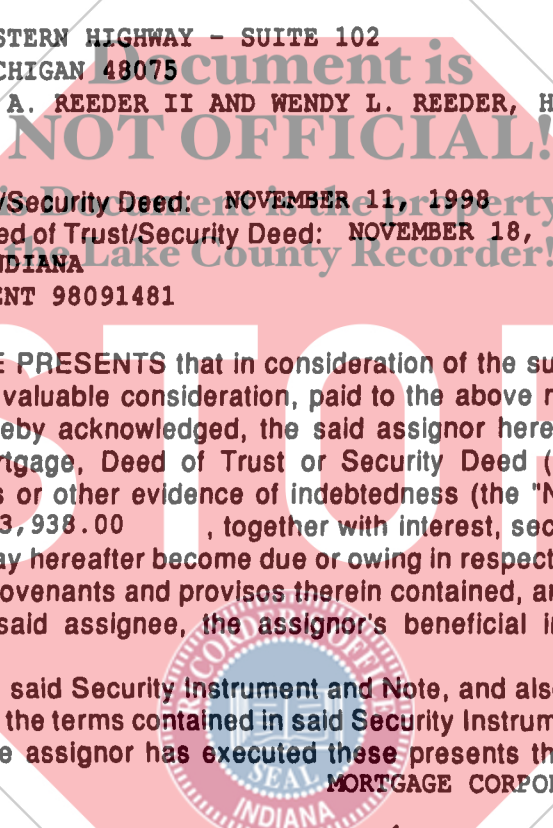 STERN HIGHWAY - SUITE 102
CHIGAN 48075
Document is
A. REEDER II AND WENDY L. REEDER, H
NOT OFFICIAL!
/Security Deed: NOVEMBER 11, 1998
is Document is the property
ed of Trust/Security Deed: NOVEMBER 18,
the Lake County Recorder!
NDIANA
ENT 98091481
STOP
E PRESENTS that in consideration of the su
valuable consideration, paid to the above n
eby acknowledged, the said assignor here
rtgage, Deed of Trust or Security Deed (
s or other evidence of indebtedness (the "N
3,938.00 , together with interest, sec
ay hereafter become due or owing in respect
ovenants and provisos therein contained, an
said assignee, the assignor's beneficial in
said Security Instrument and Note, and also
the terms contained in said Security Instrum
e assignor has executed these presents th
MORTGAGE CORPOR
RECORDER'S OFFICE
SEAL
INDIANA